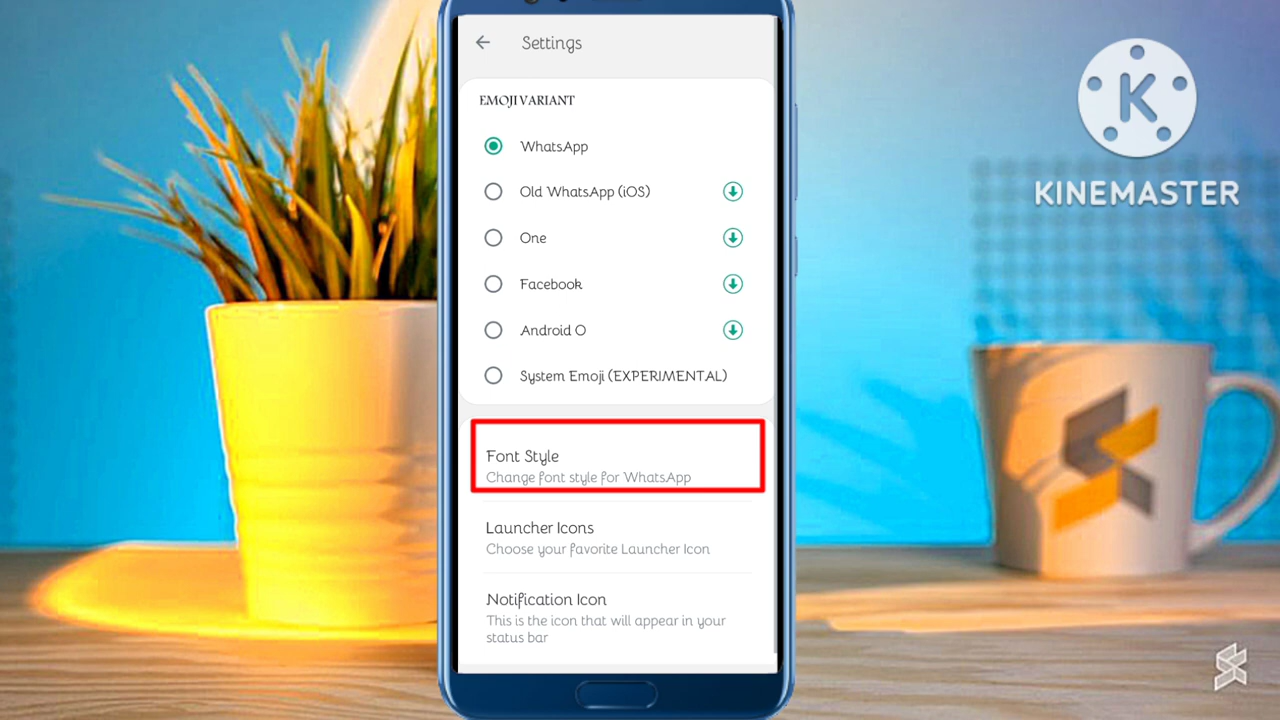 Settings
EMOJI VARIANT
WhatsApp
Old WhatsApp (iOS)
One
Facebook
Android O
System Emoji (EXPERIMENTAL)
Font Style
Change font style for WhatsApp
Launcher Icons
Choose your favorite Launcher Icon
Notification Icon
This is the icon that will appear in your
status bar
K
KINEMASTER